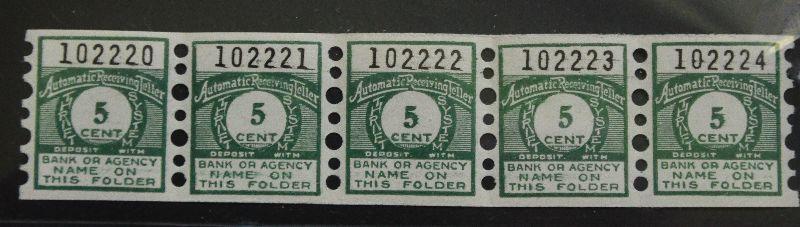 102220
Automatic Receiving Teller
THRIFT SYSTEM
5
CENT
DEPOSIT WITH
BANK OR AGENCY
NAME ON
THIS FOLDER
102221
Automatic Receiving Teller
THRIFT SYSTEM
5
CENT
DEPOSIT WITH
BANK OR AGENCY
NAME ON
THIS FOLDER
102222
Automatic Receiving Teller
THRIFT SYSTEM
5
CENT
DEPOSIT WITH
BANK OR AGENCY
NAME ON
THIS FOLDER
102223
Automatic Receiving Teller
THRIFT SYSTEM
5
CENT
DEPOSIT WITH
BANK OR AGENCY
NAME ON
THIS FOLDER
102224
Automatic Receiving Teller
THRIFT SYSTEM
5
CENT
DEPOSIT WITH
BANK OR AGENCY
NAME ON
THIS FOLDER